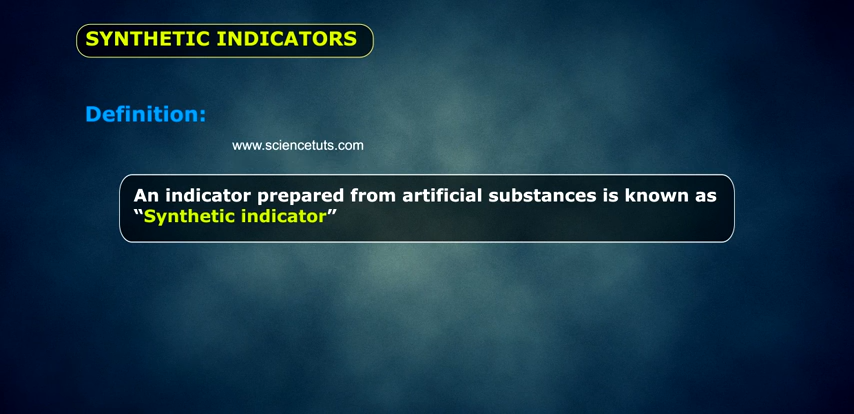 SYNTHETIC INDICATORS
Definition:
www.sciencetuts.com
An indicator prepared from artificial substances is known as
“Synthetic indicator”